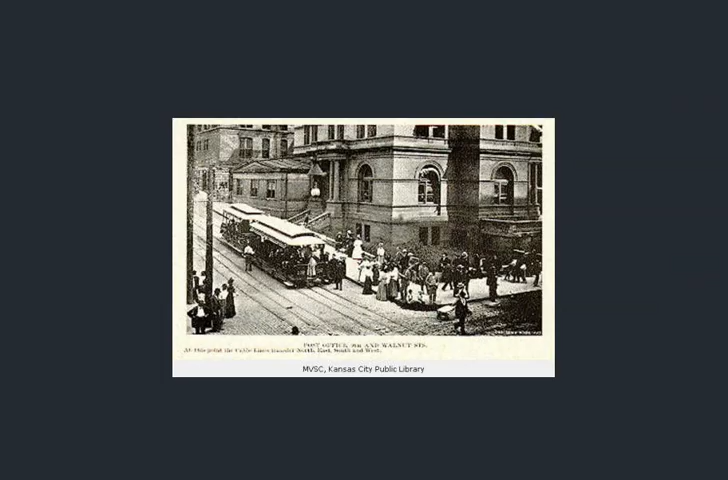 POST OFFICE, 9TH AND WALNUT STS.
At this point the Cable Lines transfer North, East, South and West.
MVSC, Kansas City Public Library